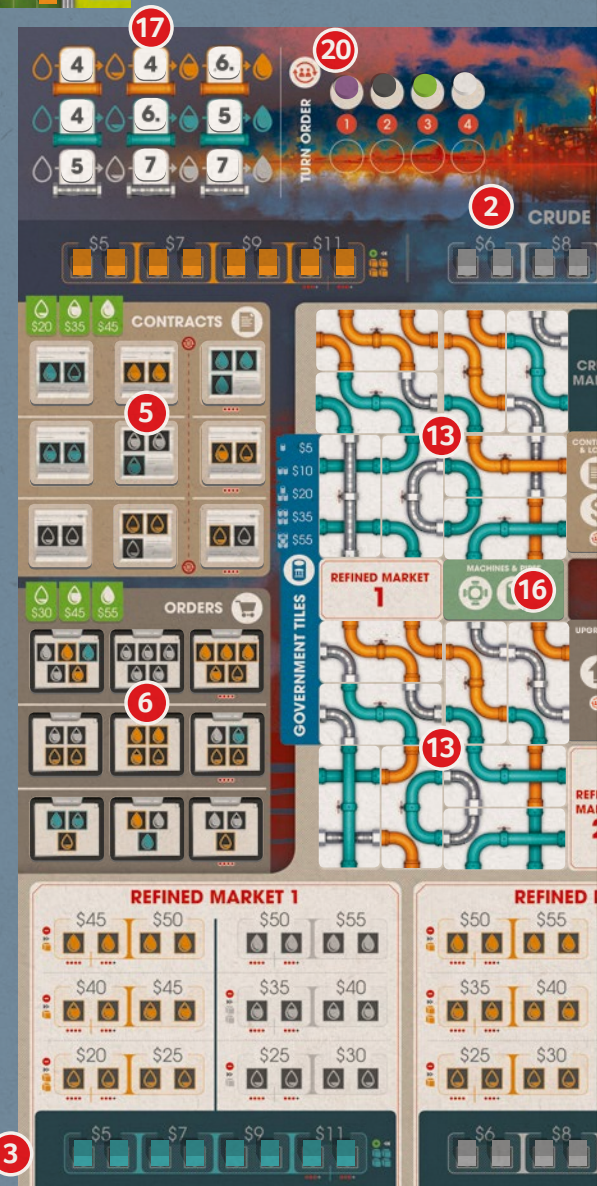 17
4 4 6.
20
TURN ORDER
4 6. 5
1 2 3 4
5 7 7
2
CRUDE
$5 $7 $9 $11
$6 $8
$20 $35 $45
CONTRACTS
5
13
$5
$10
$20
$35
$55
GOVERNMENT TILES
REFINED MARKET
1
MACHINES & PIPES
16
$30 $45 $55
ORDERS
6
13
REFINED MARKET 1
$45 $50
$50 $55
$40 $45
$35 $40
$20 $25
$25 $30
REFINED
$50 $55
$35 $40
$25 $30
3
$5 $7 $9 $11
$6 $8